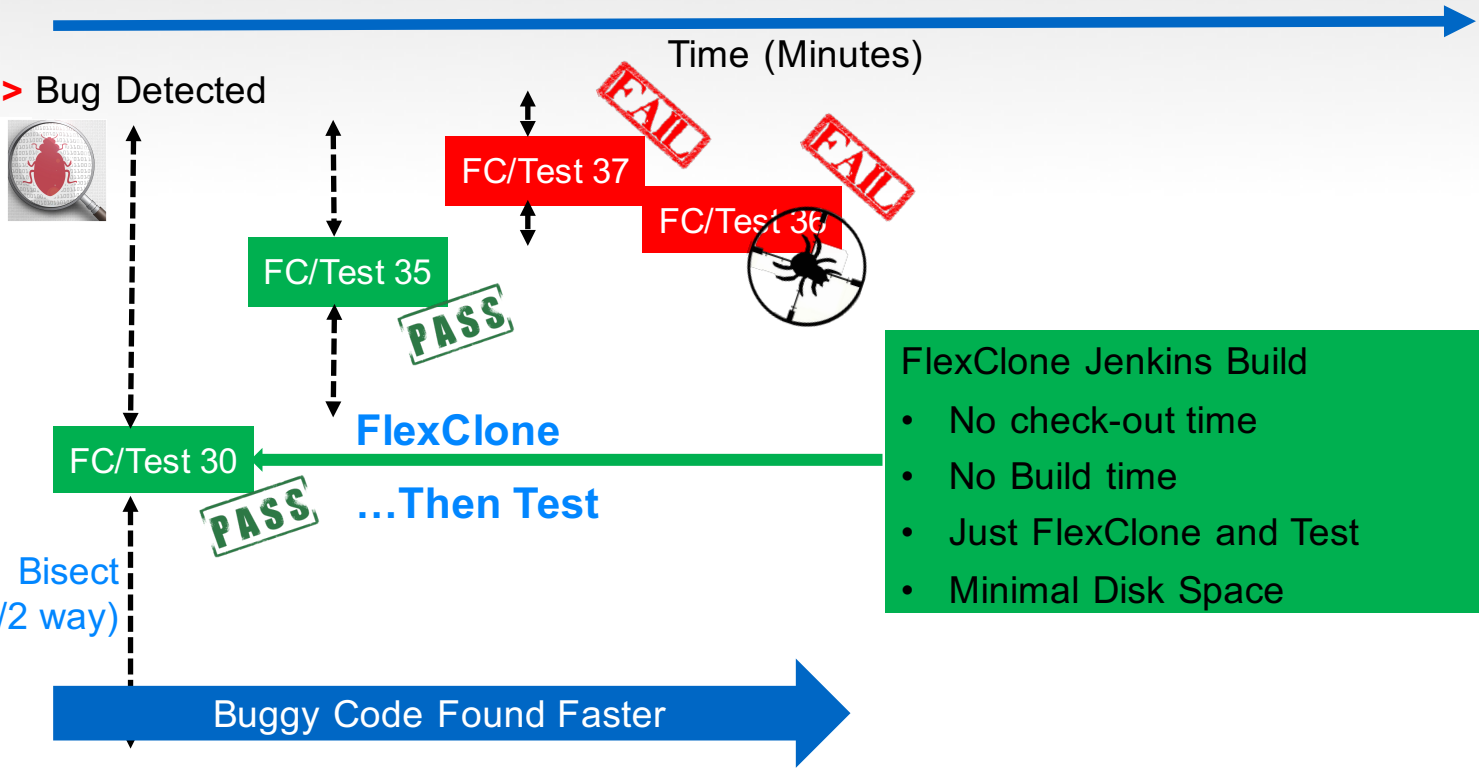 Time (Minutes)
> Bug Detected
FAIL
FAIL
FC/Test 37
FC/Test 36
FC/Test 35
PASS
FlexClone Jenkins Build
• No check-out time
• No Build time
• Just FlexClone and Test
• Minimal Disk Space
FlexClone
FC/Test 30
PASS
...Then Test
Bisect
/2 way)
Buggy Code Found Faster